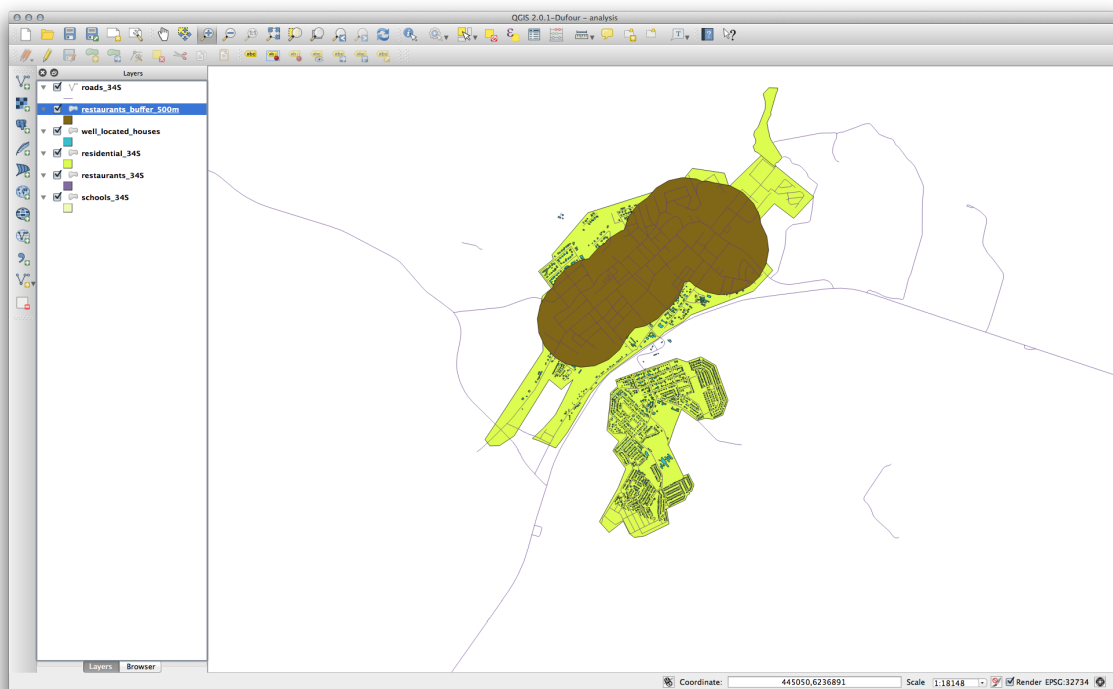 QGIS 2.0.1-Dufour – analysis
Layers
roads_34S
restaurants_buffer_500m
well_located_houses
residential_34S
restaurants_34S
schools_34S
Layers Browser
Coordinate: 445050,6236891 Scale 1:18148 Render EPSG:32734